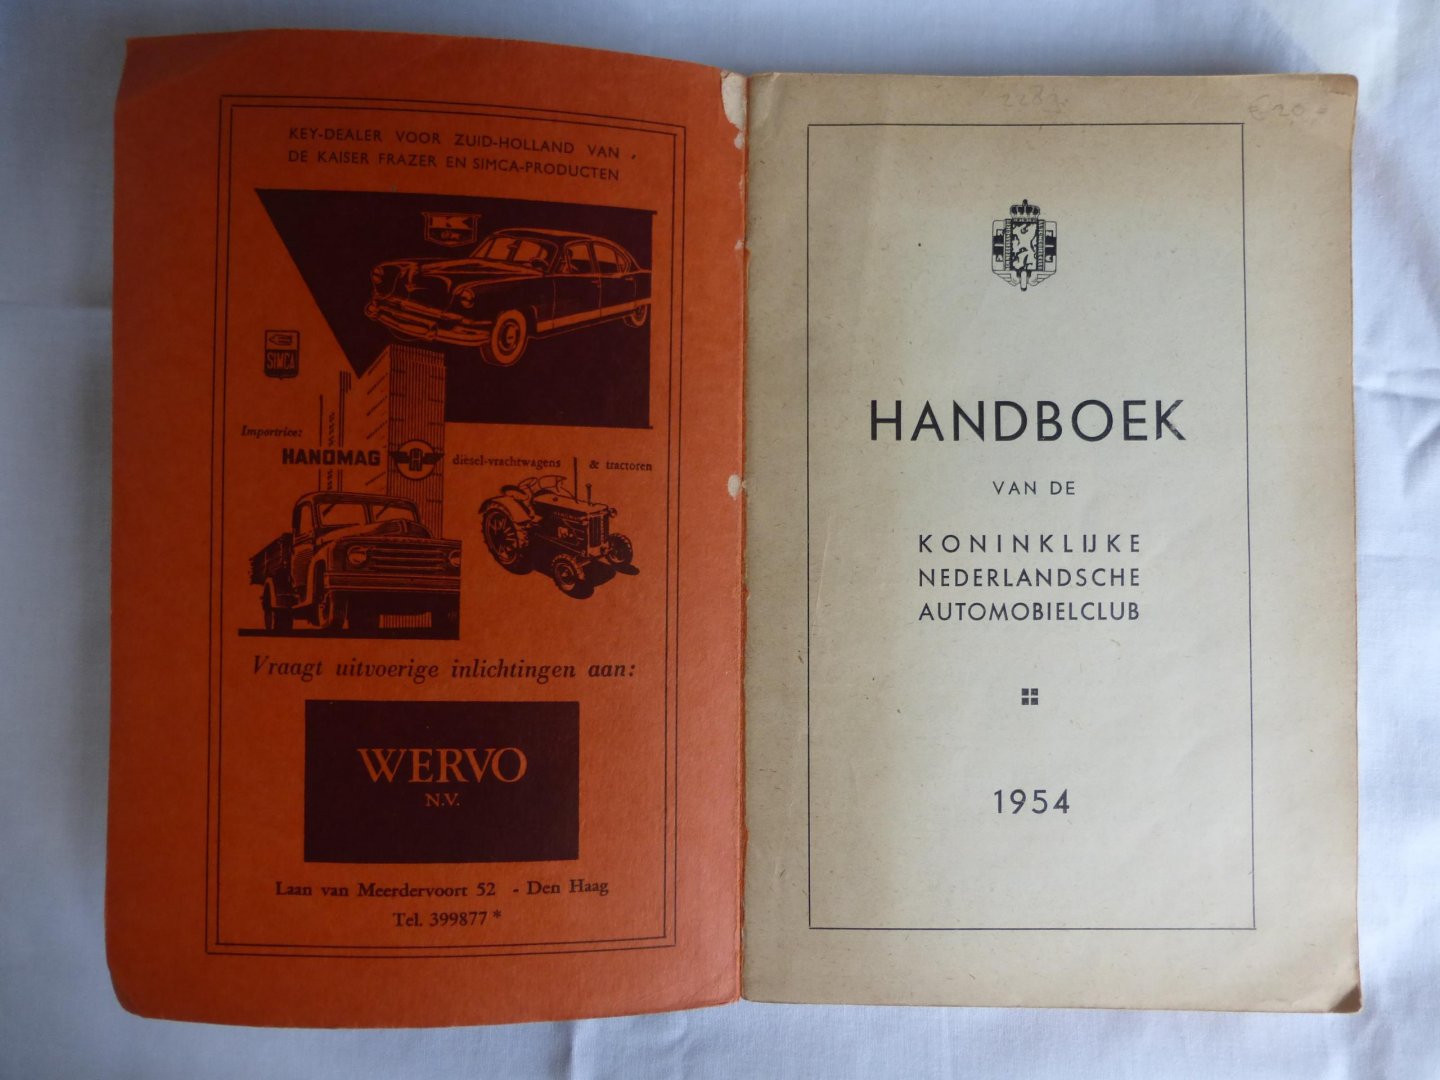 KEY-DEALER VOOR ZUID-HOLLAND VAN
DE KAISER FRAZER EN SIMCA-PRODUCTEN
K
SIMCA
Importrice:
HANOMAG
H
diesel-vrachtwagens & tractoren
Vraagt uitvoerige inlichtingen aan:
WERVO
N.V.
Laan van Meerdervoort 52 - Den Haag
Tel. 399877 *
HANDBOEK
VAN DE
KONINKLIJKE
NEDERLANDSCHE
AUTOMOBIELCLUB
1954